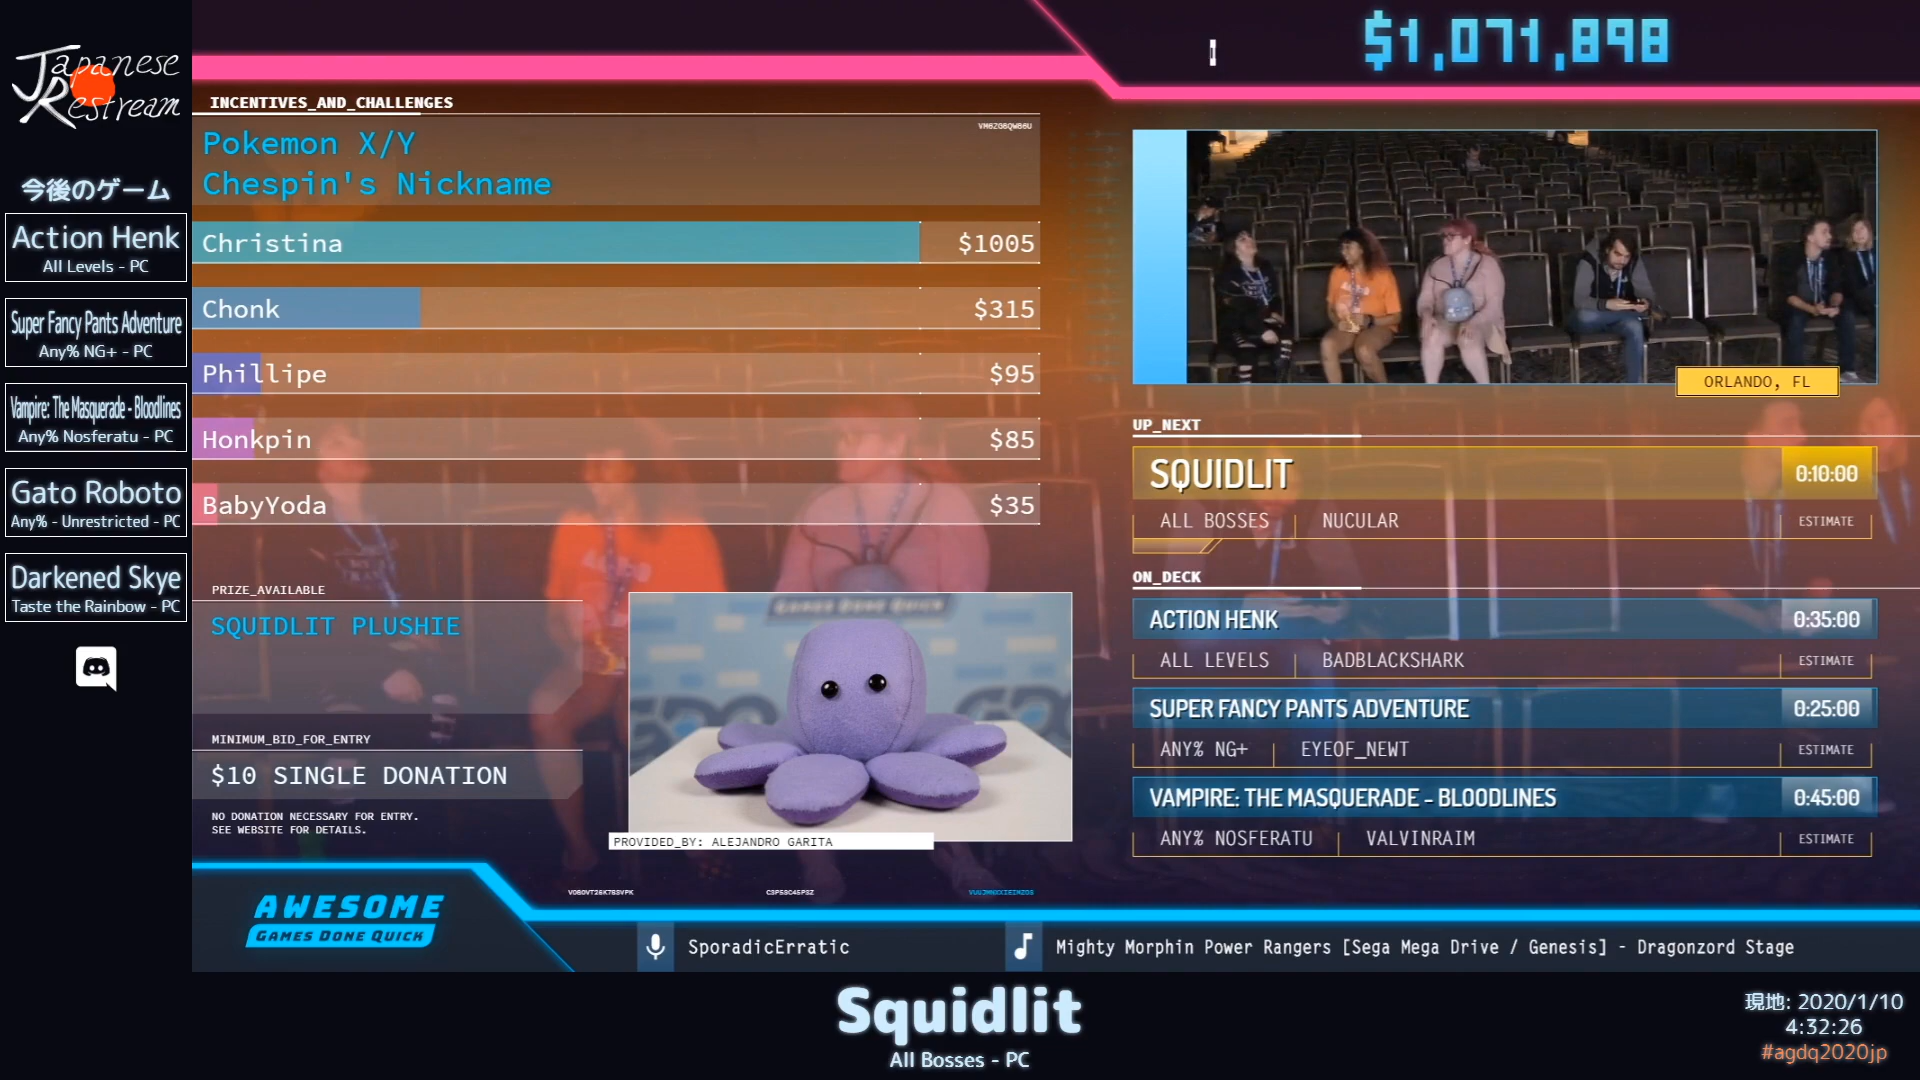 Japanese
Restream
今後のゲーム
Action Henk
All Levels - PC
Super Fancy Pants Adventure
Any% NG+ - PC
Vampire: The Masquerade - Bloodlines
Any% Nosferatu - PC
Gato Roboto
Any% - Unrestricted - PC
Darkened Skye
Taste the Rainbow - PC
$1,071,898
INCENTIVES_AND_CHALLENGES
Pokemon X/Y
Chespin's Nickname
Christina $1005
Chonk $315
Phillipe $95
Honkpin $85
BabyYoda $35
PRIZE_AVAILABLE
SQUIDLIT PLUSHIE
MINIMUM_BID_FOR_ENTRY
$10 SINGLE DONATION
NO DONATION NECESSARY FOR ENTRY.
SEE WEBSITE FOR DETAILS.
GAMES DONE QUICK
PROVIDED_BY: ALEJANDRO GARITA
ORLANDO, FL
UP_NEXT
SQUIDLIT 0:10:00
ALL BOSSES NUCULAR ESTIMATE
ON_DECK
ACTION HENK 0:35:00
ALL LEVELS BADBLACKSHARK ESTIMATE
SUPER FANCY PANTS ADVENTURE 0:25:00
ANY% NG+ EYEOF_NEWT ESTIMATE
VAMPIRE: THE MASQUERADE - BLOODLINES 0:45:00
ANY% NOSFERATU VALVINRAIM ESTIMATE
AWESOME
GAMES DONE QUICK
SporadicErratic
Mighty Morphin Power Rangers [Sega Mega Drive / Genesis] - Dragonzord Stage
Squidlit
All Bosses - PC
現地: 2020/1/10
4:32:26
#agdq2020jp